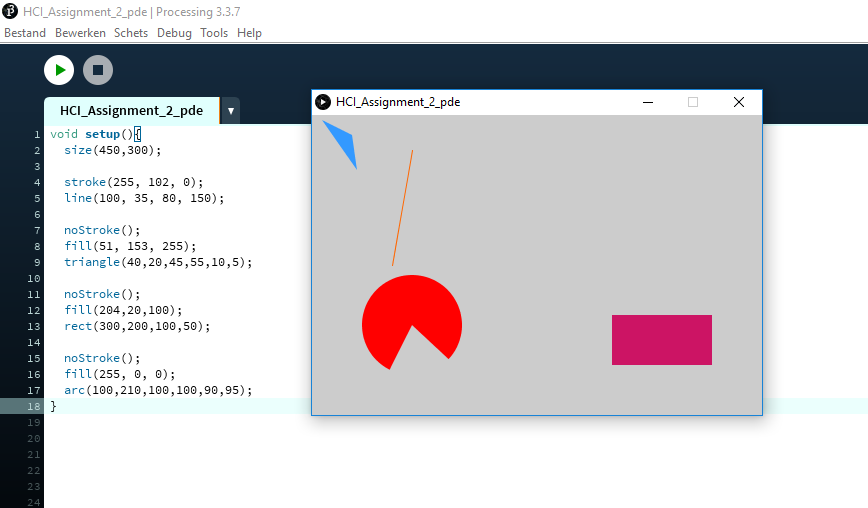 HCI_Assignment_2_pde | Processing 3.3.7
Bestand Bewerken Schets Debug Tools Help
HCI_Assignment_2_pde ▼
HCI_Assignment_2_pde
1 void setup(){
2 size(450,300);
3
4 stroke(255, 102, 0);
5 line(100, 35, 80, 150);
6
7 noStroke();
8 fill(51, 153, 255);
9 triangle(40,20,45,55,10,5);
10
11 noStroke();
12 fill(204,20,100);
13 rect(300,200,100,50);
14
15 noStroke();
16 fill(255, 0, 0);
17 arc(100,210,100,100,90,95);
18 }
19
20
21
22
23
24